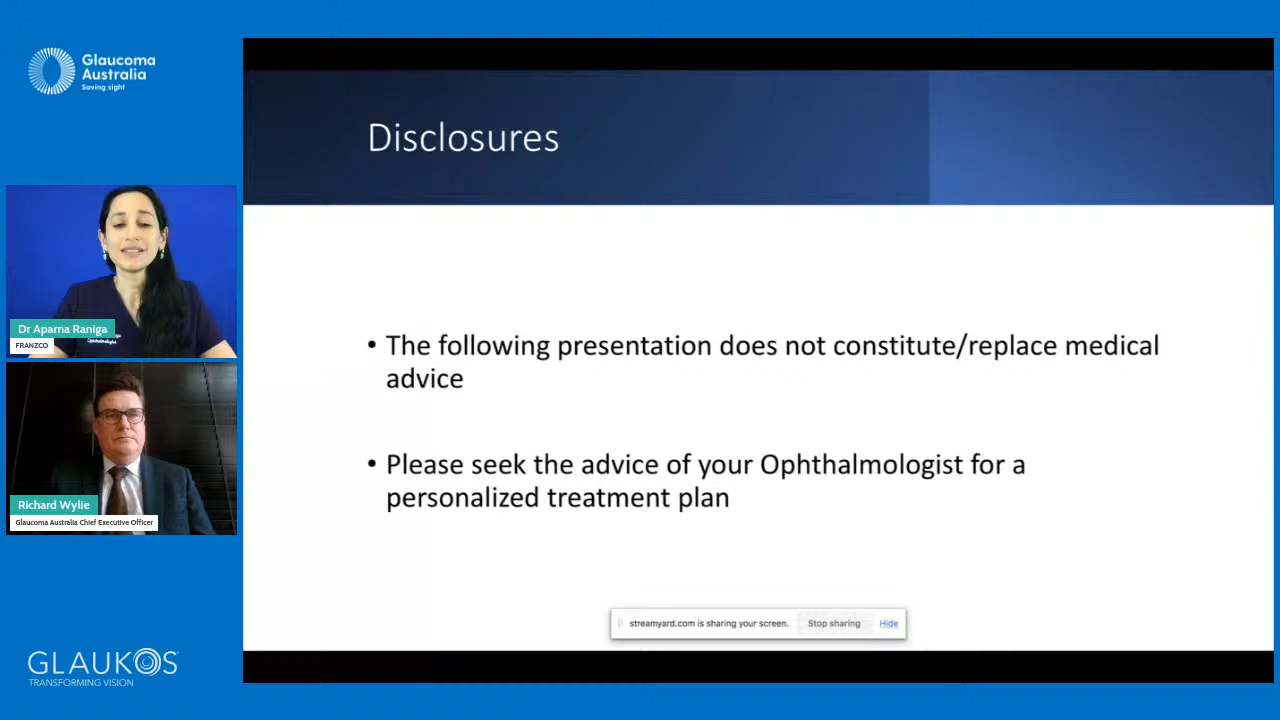 Glaucoma
Australia
Saving sight
Disclosures
Dr Aparna Raniga
FRANZCO
Ophthalmologist
Richard Wylie
Glaucoma Australia Chief Executive Officer
• The following presentation does not constitute/replace medical
advice
• Please seek the advice of your Ophthalmologist for a
personalized treatment plan
streamyard.com is sharing your screen. Stop sharing Hide
GLAUKOS
TRANSFORMING VISION